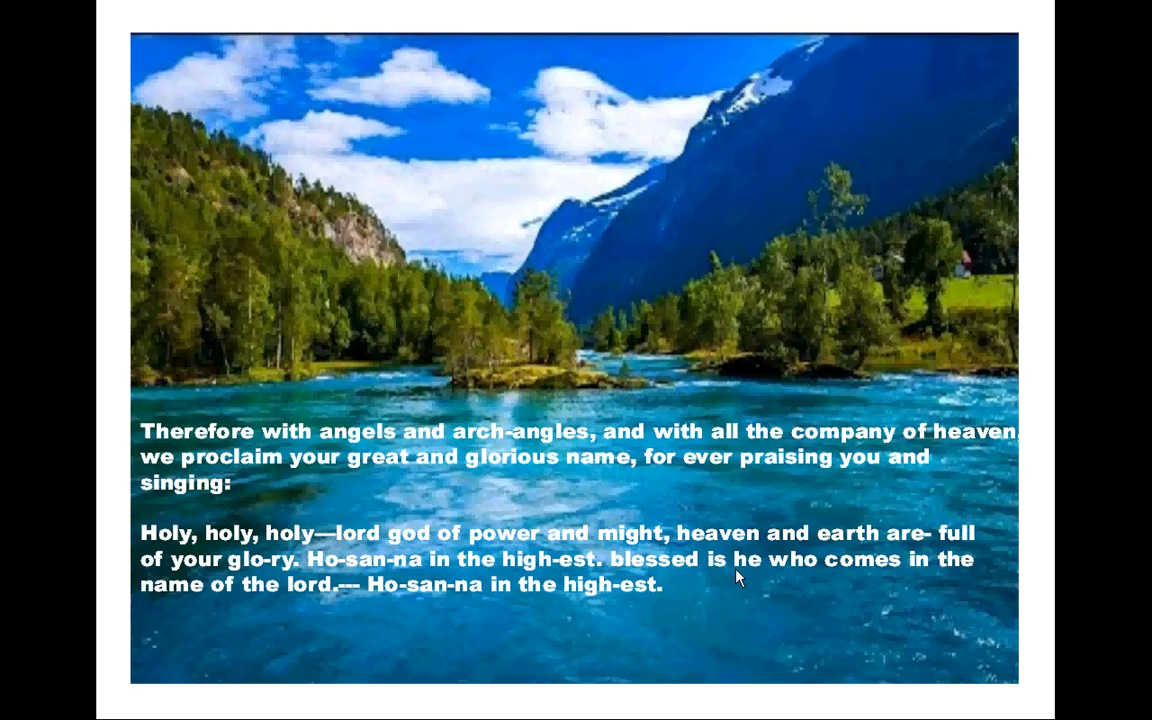 Therefore with angels and arch-angles, and with all the company of heaven,
we proclaim your great and glorious name, for ever praising you and
singing:
Holy, holy, holy—lord god of power and might, heaven and earth are- full
of your glo-ry. Ho-san-na in the high-est. blessed is he who comes in the
name of the lord.--- Ho-san-na in the high-est.